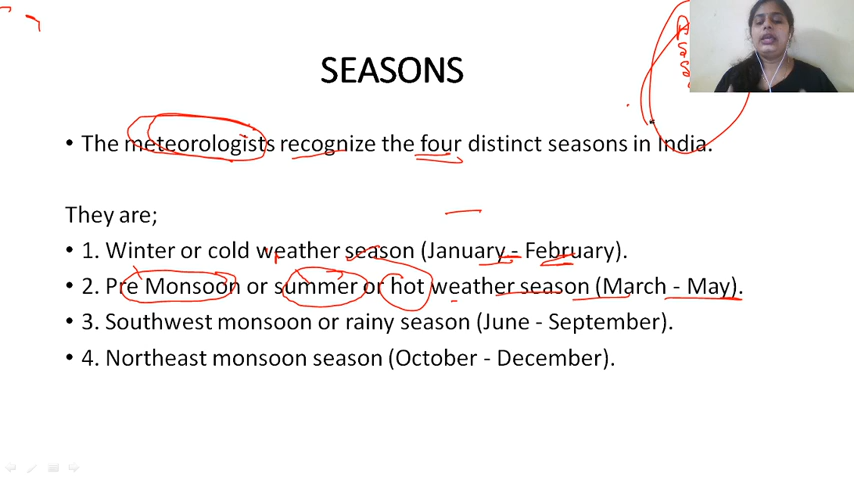 SEASONS
• The meteorologists recognize the four distinct seasons in India.
They are;
• 1. Winter or cold weather season (January - February).
• 2. Pre Monsoon or summer or hot weather season (March - May).
• 3. Southwest monsoon or rainy season (June - September).
• 4. Northeast monsoon season (October - December).